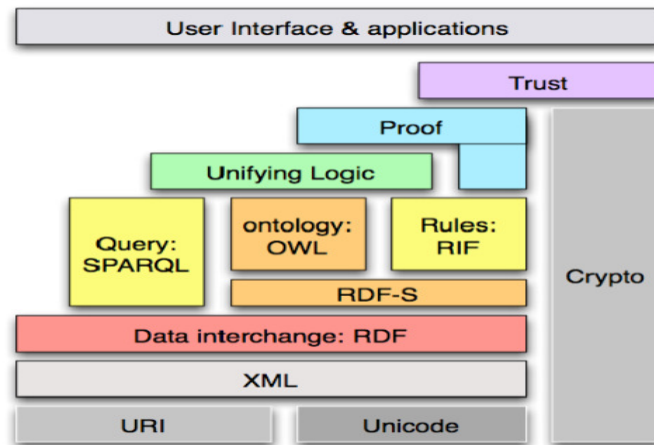 User Interface & applications
Trust
Proof
Unifying Logic
Query:
SPARQL
ontology:
OWL
Rules:
RIF
RDF-S
Crypto
Data interchange: RDF
XML
URI
Unicode